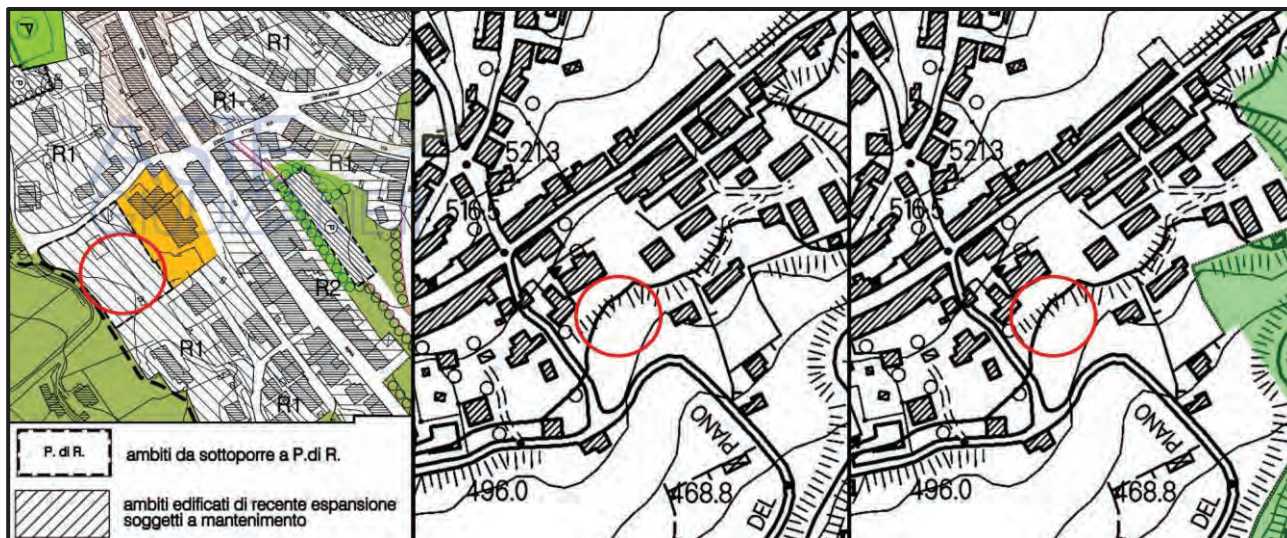 P
R1
R1
R1
R1
P
R2
R1
R1
ASTE
P. di R.
ambiti da sottoporre a P.di R.
ambiti edificati di recente espansione
soggetti a mantenimento
5213
516.5
496.0
468.8
DEL
PIANO
5213
516.5
496.0
468.8
DEL
PIANO